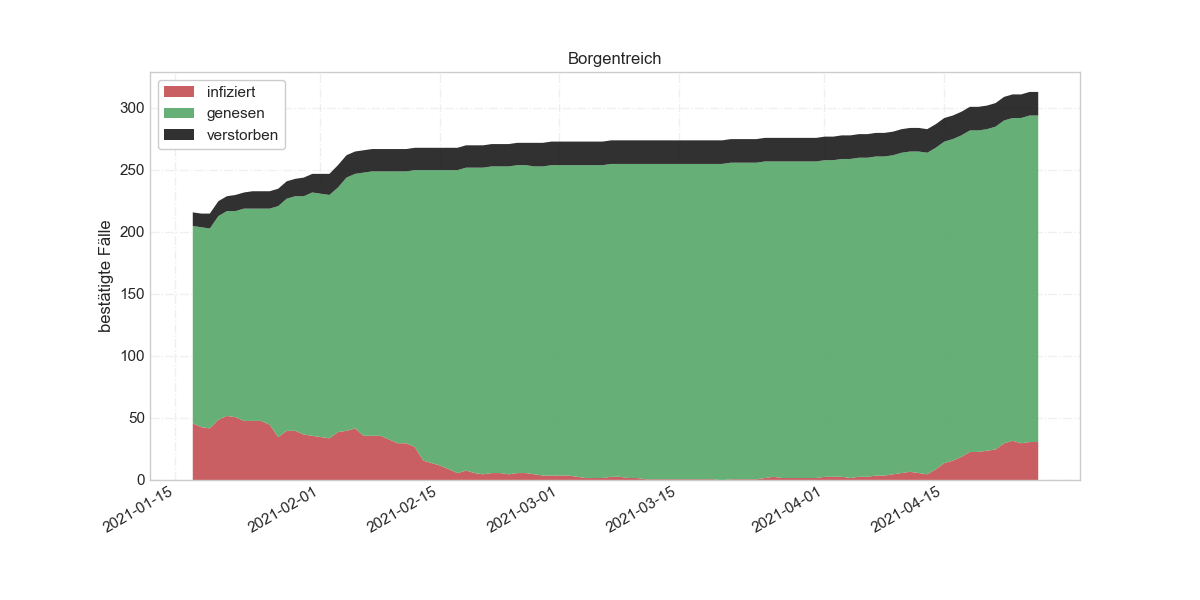 Borgentreich
infiziert
genesen
verstorben
bestätigte Fälle
300
250
200
150
100
50
0
2021-01-15
2021-02-01
2021-02-15
2021-03-01
2021-03-15
2021-04-01
2021-04-15